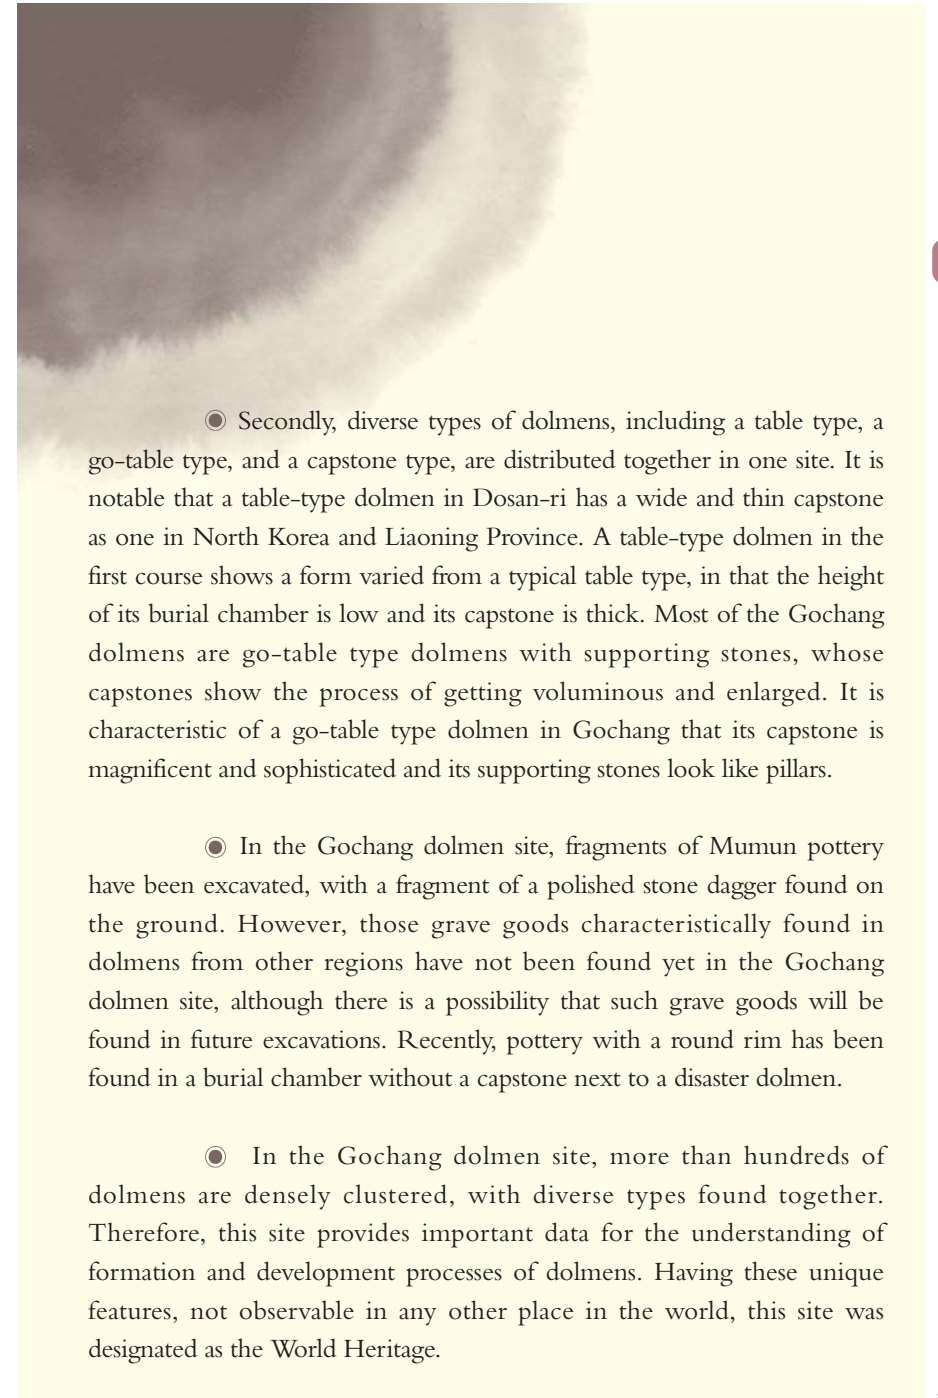 ◉ Secondly, diverse types of dolmens, including a table type, a
go-table type, and a capstone type, are distributed together in one site. It is
notable that a table-type dolmen in Dosan-ri has a wide and thin capstone
as one in North Korea and Liaoning Province. A table-type dolmen in the
first course shows a form varied from a typical table type, in that the height
of its burial chamber is low and its capstone is thick. Most of the Gochang
dolmens are go-table type dolmens with supporting stones, whose
capstones show the process of getting voluminous and enlarged. It is
characteristic of a go-table type dolmen in Gochang that its capstone is
magnificent and sophisticated and its supporting stones look like pillars.
◉ In the Gochang dolmen site, fragments of Mumun pottery
have been excavated, with a fragment of a polished stone dagger found on
the ground. However, those grave goods characteristically found in
dolmens from other regions have not been found yet in the Gochang
dolmen site, although there is a possibility that such grave goods will be
found in future excavations. Recently, pottery with a round rim has been
found in a burial chamber without a capstone next to a disaster dolmen.
◉ In the Gochang dolmen site, more than hundreds of
dolmens are densely clustered, with diverse types found together.
Therefore, this site provides important data for the understanding of
formation and development processes of dolmens. Having these unique
features, not observable in any other place in the world, this site was
designated as the World Heritage.